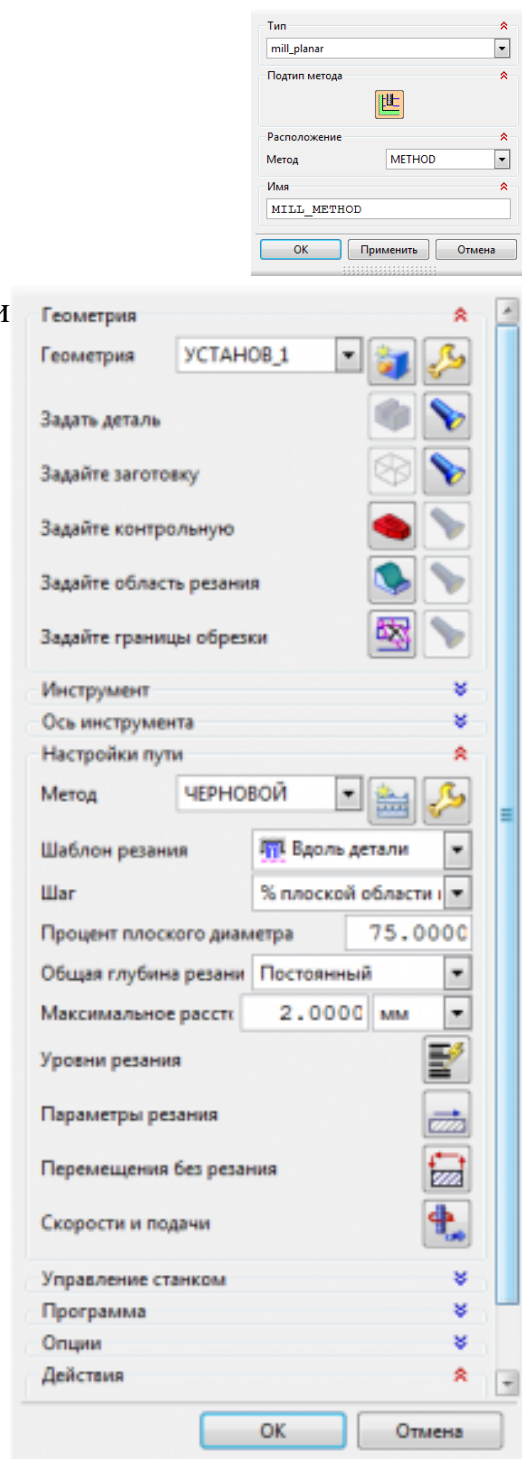 Тип
mill_planar
Подтип метода
Расположение
Метод METHOD
Имя
MILL_METHOD
ОК Применить Отмена
и
Геометрия
Геометрия УСТАНОВ_1
Задать деталь
Задайте заготовку
Задайте контрольную
Задайте область резания
Задайте границы обрезки
Инструмент
Ось инструмента
Настройки пути
Метод ЧЕРНОВОЙ
Шаблон резания Вдоль детали
Шаг % плоской области
Процент плоского диаметра 75.0000
Общая глубина резани Постоянный
Максимальное расст 2.0000 мм
Уровни резания
Параметры резания
Перемещения без резания
Скорости и подачи
Управление станком
Программа
Опции
Действия
ОК Отмена